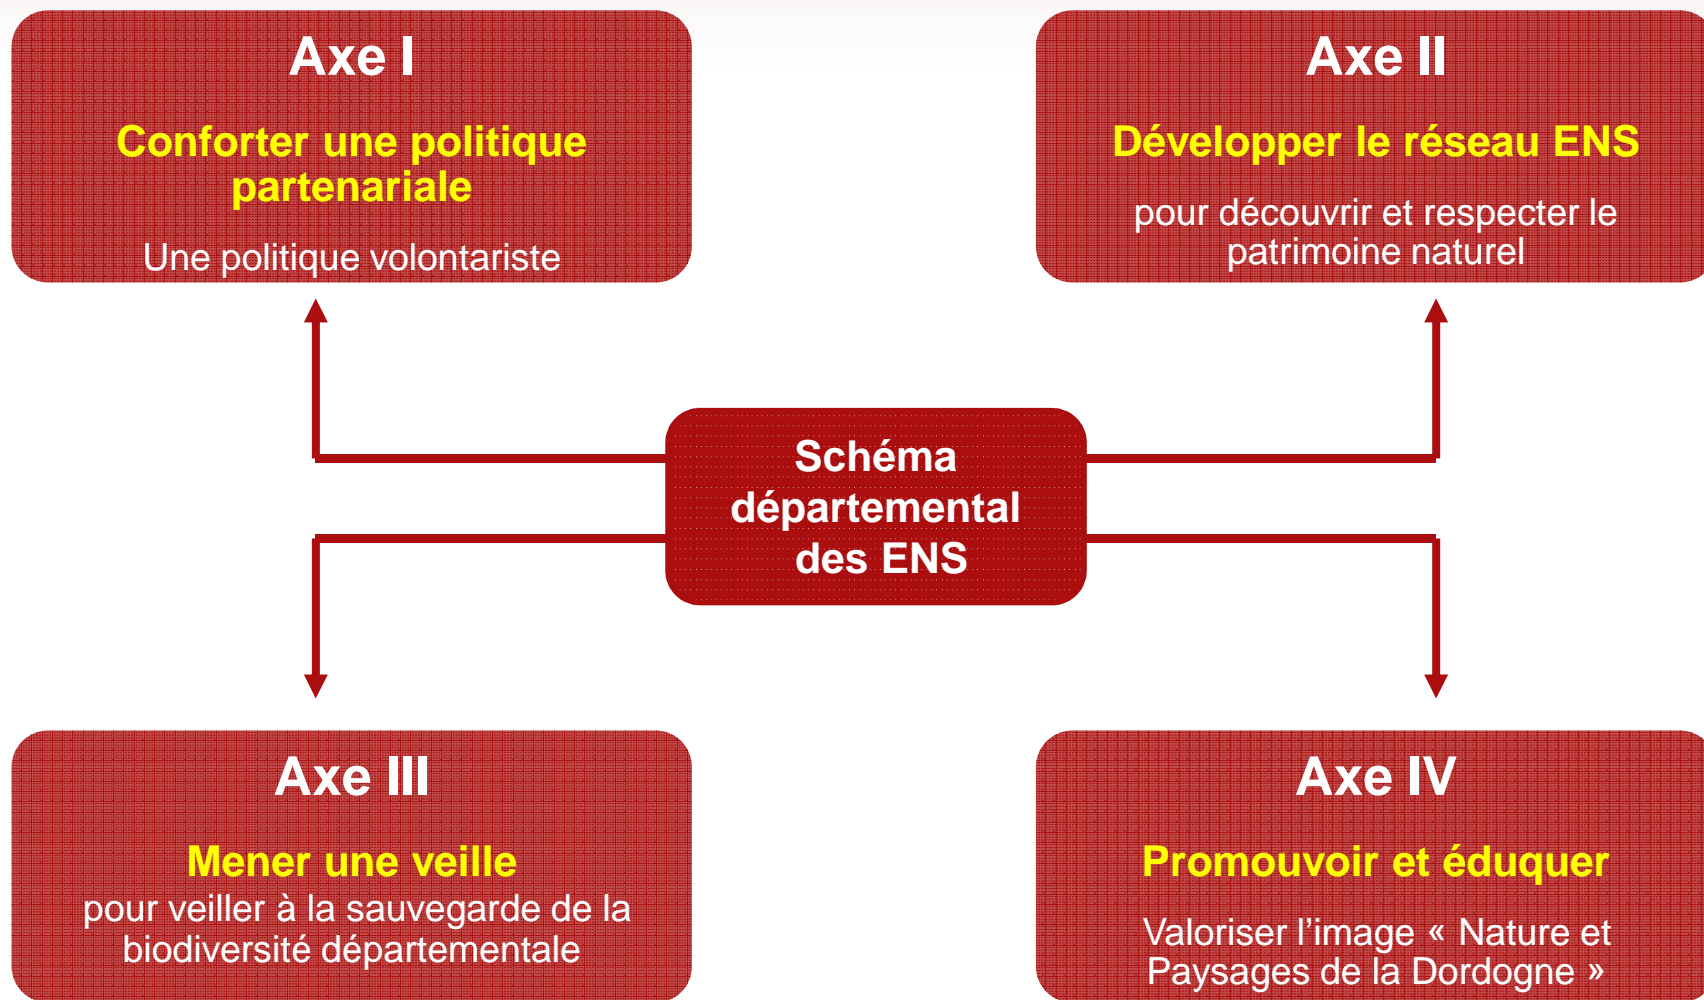 Axe I
Conforter une politique
partenariale
Une politique volontariste
Axe II
Développer le réseau ENS
pour découvrir et respecter le
patrimoine naturel
Schéma
départemental
des ENS
Axe III
Mener une veille
pour veiller à la sauvegarde de la
biodiversité départementale
Axe IV
Promouvoir et éduquer
Valoriser l’image « Nature et
Paysages de la Dordogne »